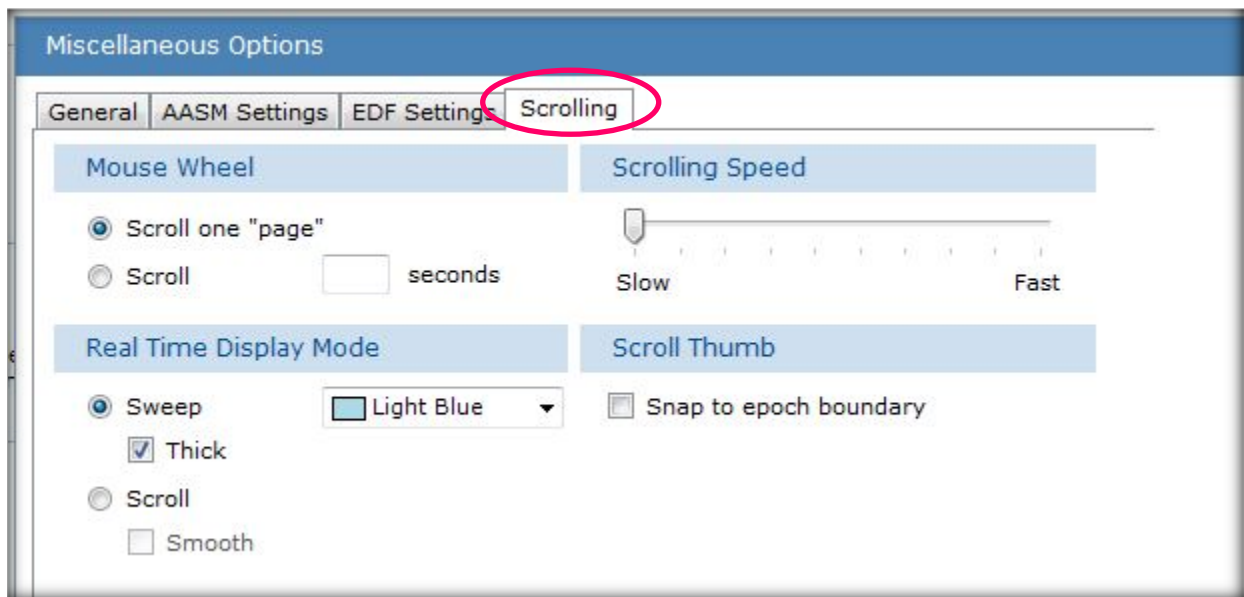 Miscellaneous Options
General AASM Settings EDF Settings Scrolling
Mouse Wheel
Scroll one "page"
Scroll seconds
Scrolling Speed
Slow Fast
Real Time Display Mode
Sweep Light Blue
Thick
Scroll
Smooth
Scroll Thumb
Snap to epoch boundary